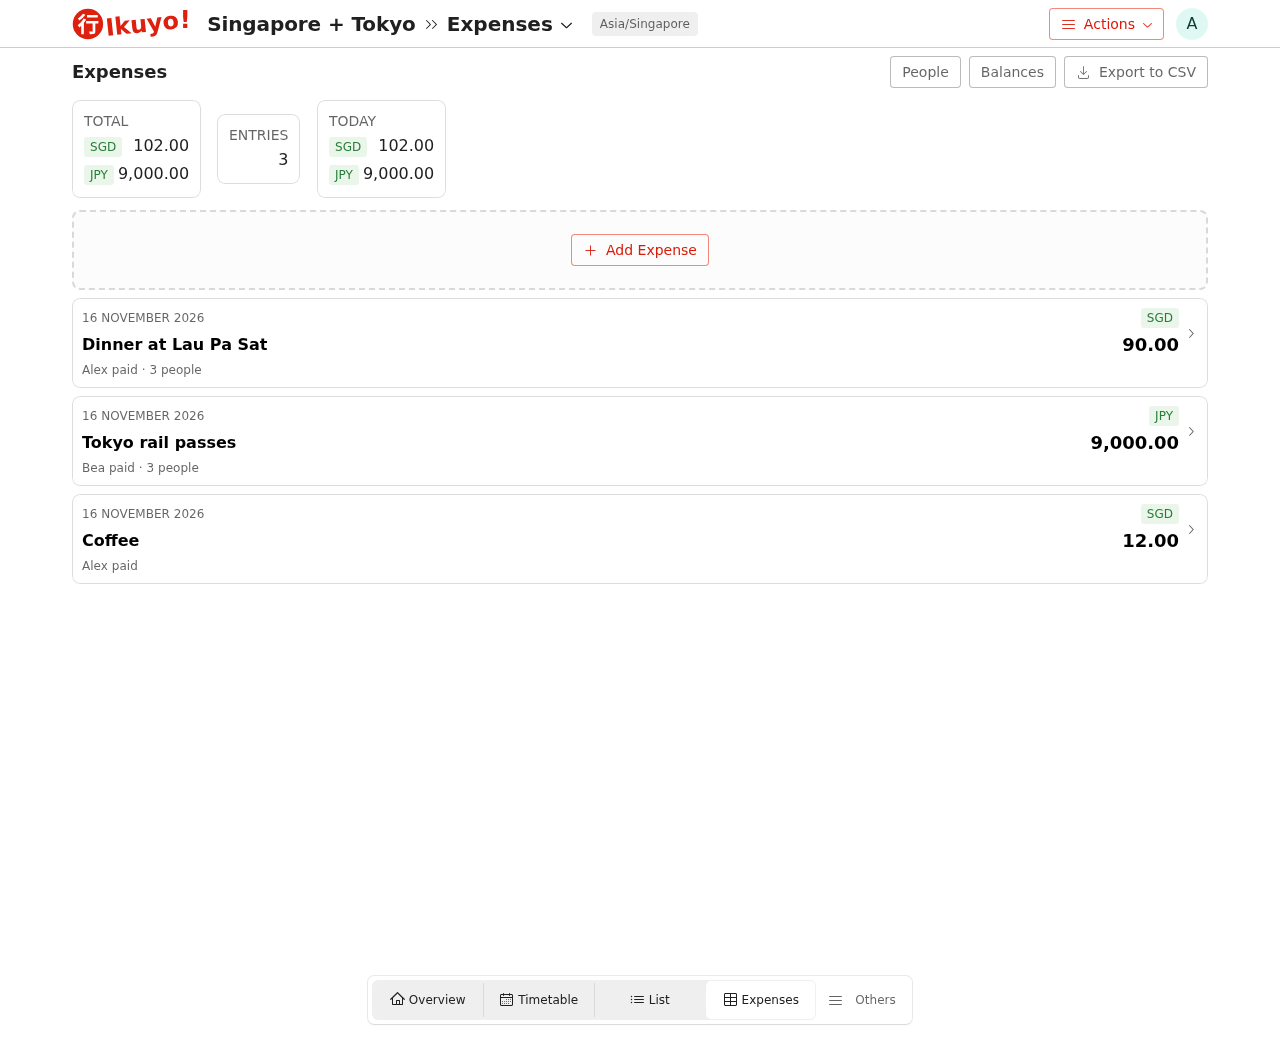 行 Ikuyo! Singapore + Tokyo » Expenses Asia/Singapore Actions A
Expenses People Balances Export to CSV
TOTAL
SGD 102.00
JPY 9,000.00
ENTRIES
3
TODAY
SGD 102.00
JPY 9,000.00
+ Add Expense
16 NOVEMBER 2026 SGD
Dinner at Lau Pa Sat 90.00
Alex paid · 3 people
16 NOVEMBER 2026 JPY
Tokyo rail passes 9,000.00
Bea paid · 3 people
16 NOVEMBER 2026 SGD
Coffee 12.00
Alex paid
Overview Timetable List Expenses Others